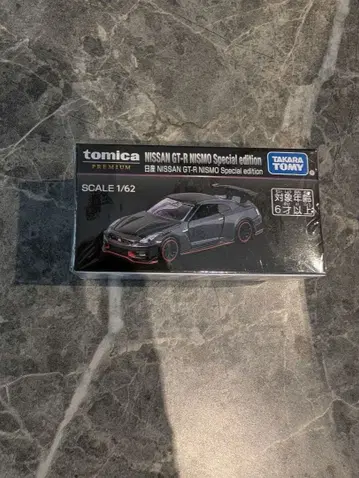 tomica
PREMIUM
NISSAN GT-R NISMO Special edition
日産 NISSAN GT-R NISMO Special edition
TAKARA
TOMY
SCALE 1/62
対象年齢
6才以上